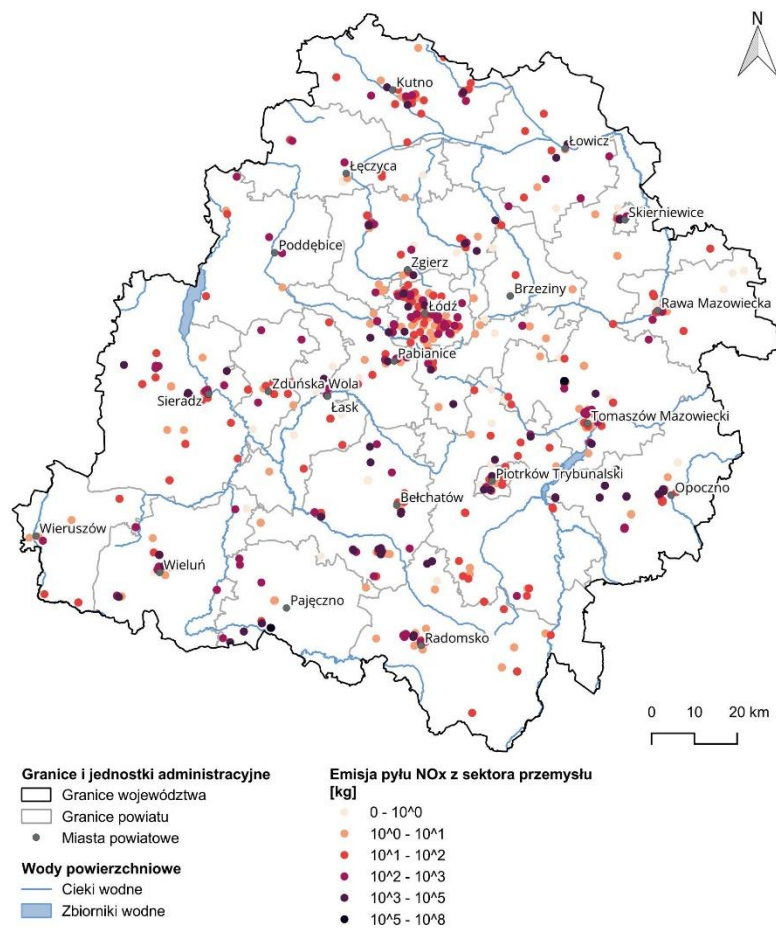 N
Kutno
Łowicz
Łęczyca
Skierniewice
Poddębice
Zgierz
Brzeziny
Łódź
Rawa Mazowiecka
Pabianice
Zduńska Wola
Sieradz
Łask
Tomaszów Mazowiecki
Piotrków Trybunalski
Opoczno
Bełchatów
Wieruszów
Wieluń
Pajęczno
Radomsko
0 10 20 km
Granice i jednostki administracyjne
Granice województwa
Granice powiatu
Miasta powiatowe
Wody powierzchniowe
Cieki wodne
Zbiorniki wodne
Emisja pyłu NOx z sektora przemysłu
[kg]
0 - 10^0
10^0 - 10^1
10^1 - 10^2
10^2 - 10^3
10^3 - 10^5
10^5 - 10^8